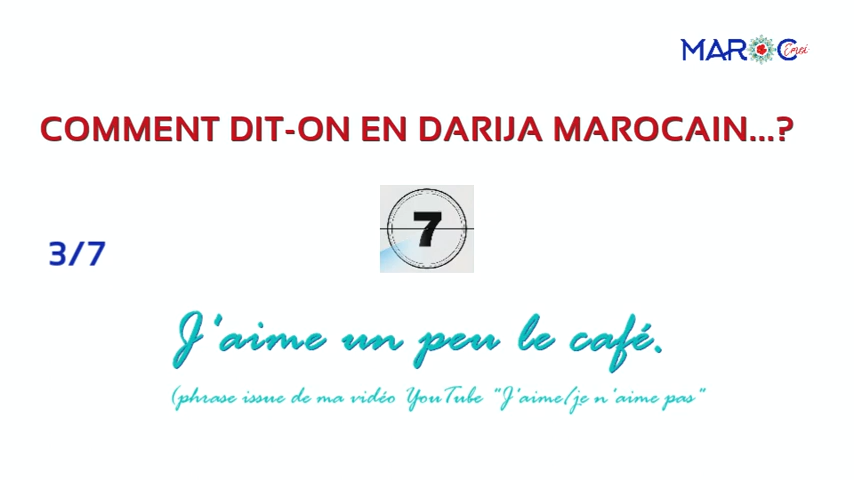 MAROC Émoi
COMMENT DIT-ON EN DARIJA MAROCAIN...?
7
3/7
J'aime un peu le café.
(phrase issue de ma vidéo YouTube "J'aime/je n'aime pas"